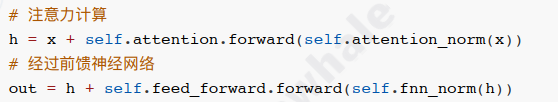 # 注意力计算
h = x + self.attention.forward(self.attention_norm(x))
# 经过前馈神经网络
out = h + self.feed_forward.forward(self.fnn_norm(h))
whale